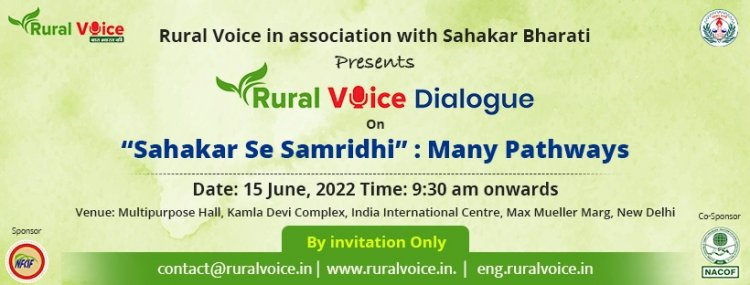 Rural Voice
Rural Voice in association with Sahakar Bharati
Presents
Rural Voice Dialogue
On
“Sahakar Se Samridhi” : Many Pathways
Date: 15 June, 2022 Time: 9:30 am onwards
Venue: Multipurpose Hall, Kamla Devi Complex, India International Centre, Max Mueller Marg, New Delhi
Sponsor
NFOF
Co-Sponsor
NACOF
By invitation Only
contact@ruralvoice.in | www.ruralvoice.in. | eng.ruralvoice.in